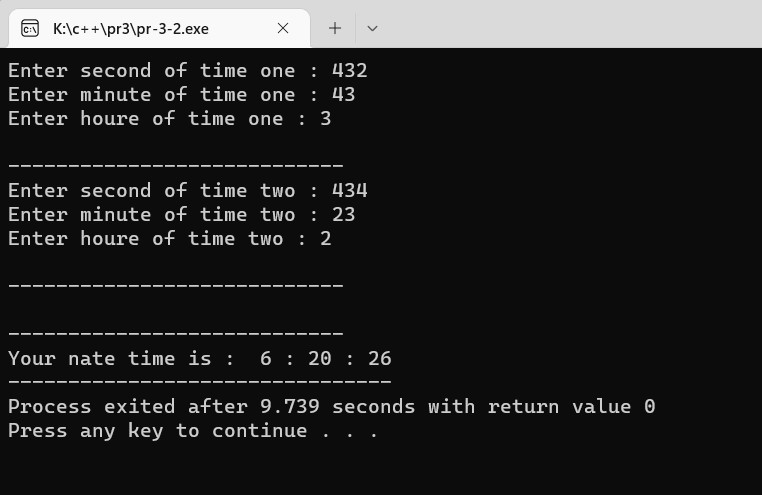 K:\c++\pr3\pr-3-2.exe
Enter second of time one : 432
Enter minute of time one : 43
Enter houre of time one : 3
----------------------------
Enter second of time two : 434
Enter minute of time two : 23
Enter houre of time two : 2
----------------------------
----------------------------
Your nate time is :  6 : 20 : 26
--------------------------------
Process exited after 9.739 seconds with return value 0
Press any key to continue . . .